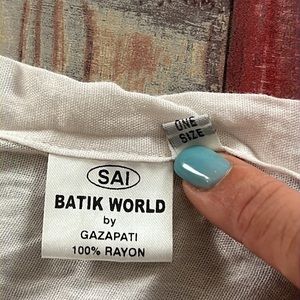 SAI
BATIK WORLD
by
GAZAPATI
100% RAYON
ONE
SIZE